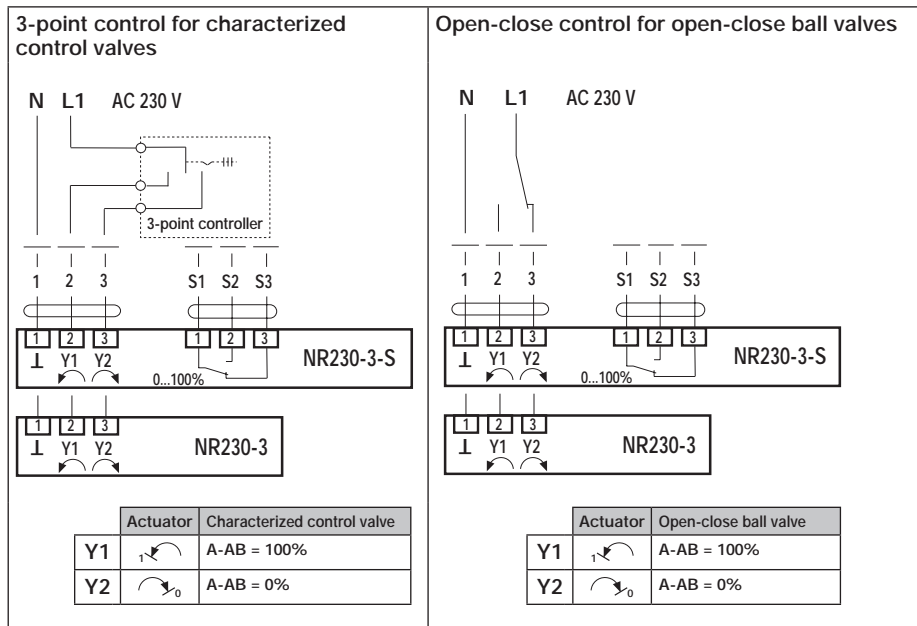 3-point control for characterized
control valves
N L1 AC 230 V
3-point controller
1 2 3 S1 S2 S3
1 2 3 1 2 3
⊥ Y1 Y2
NR230-3-S
0...100%
1 2 3
⊥ Y1 Y2
NR230-3
Actuator Characterized control valve
Y1 1 A-AB = 100%
Y2 0 A-AB = 0%
Open-close control for open-close ball valves
N L1 AC 230 V
1 2 3 S1 S2 S3
1 2 3 1 2 3
⊥ Y1 Y2
NR230-3-S
0...100%
1 2 3
⊥ Y1 Y2
NR230-3
Actuator Open-close ball valve
Y1 1 A-AB = 100%
Y2 0 A-AB = 0%